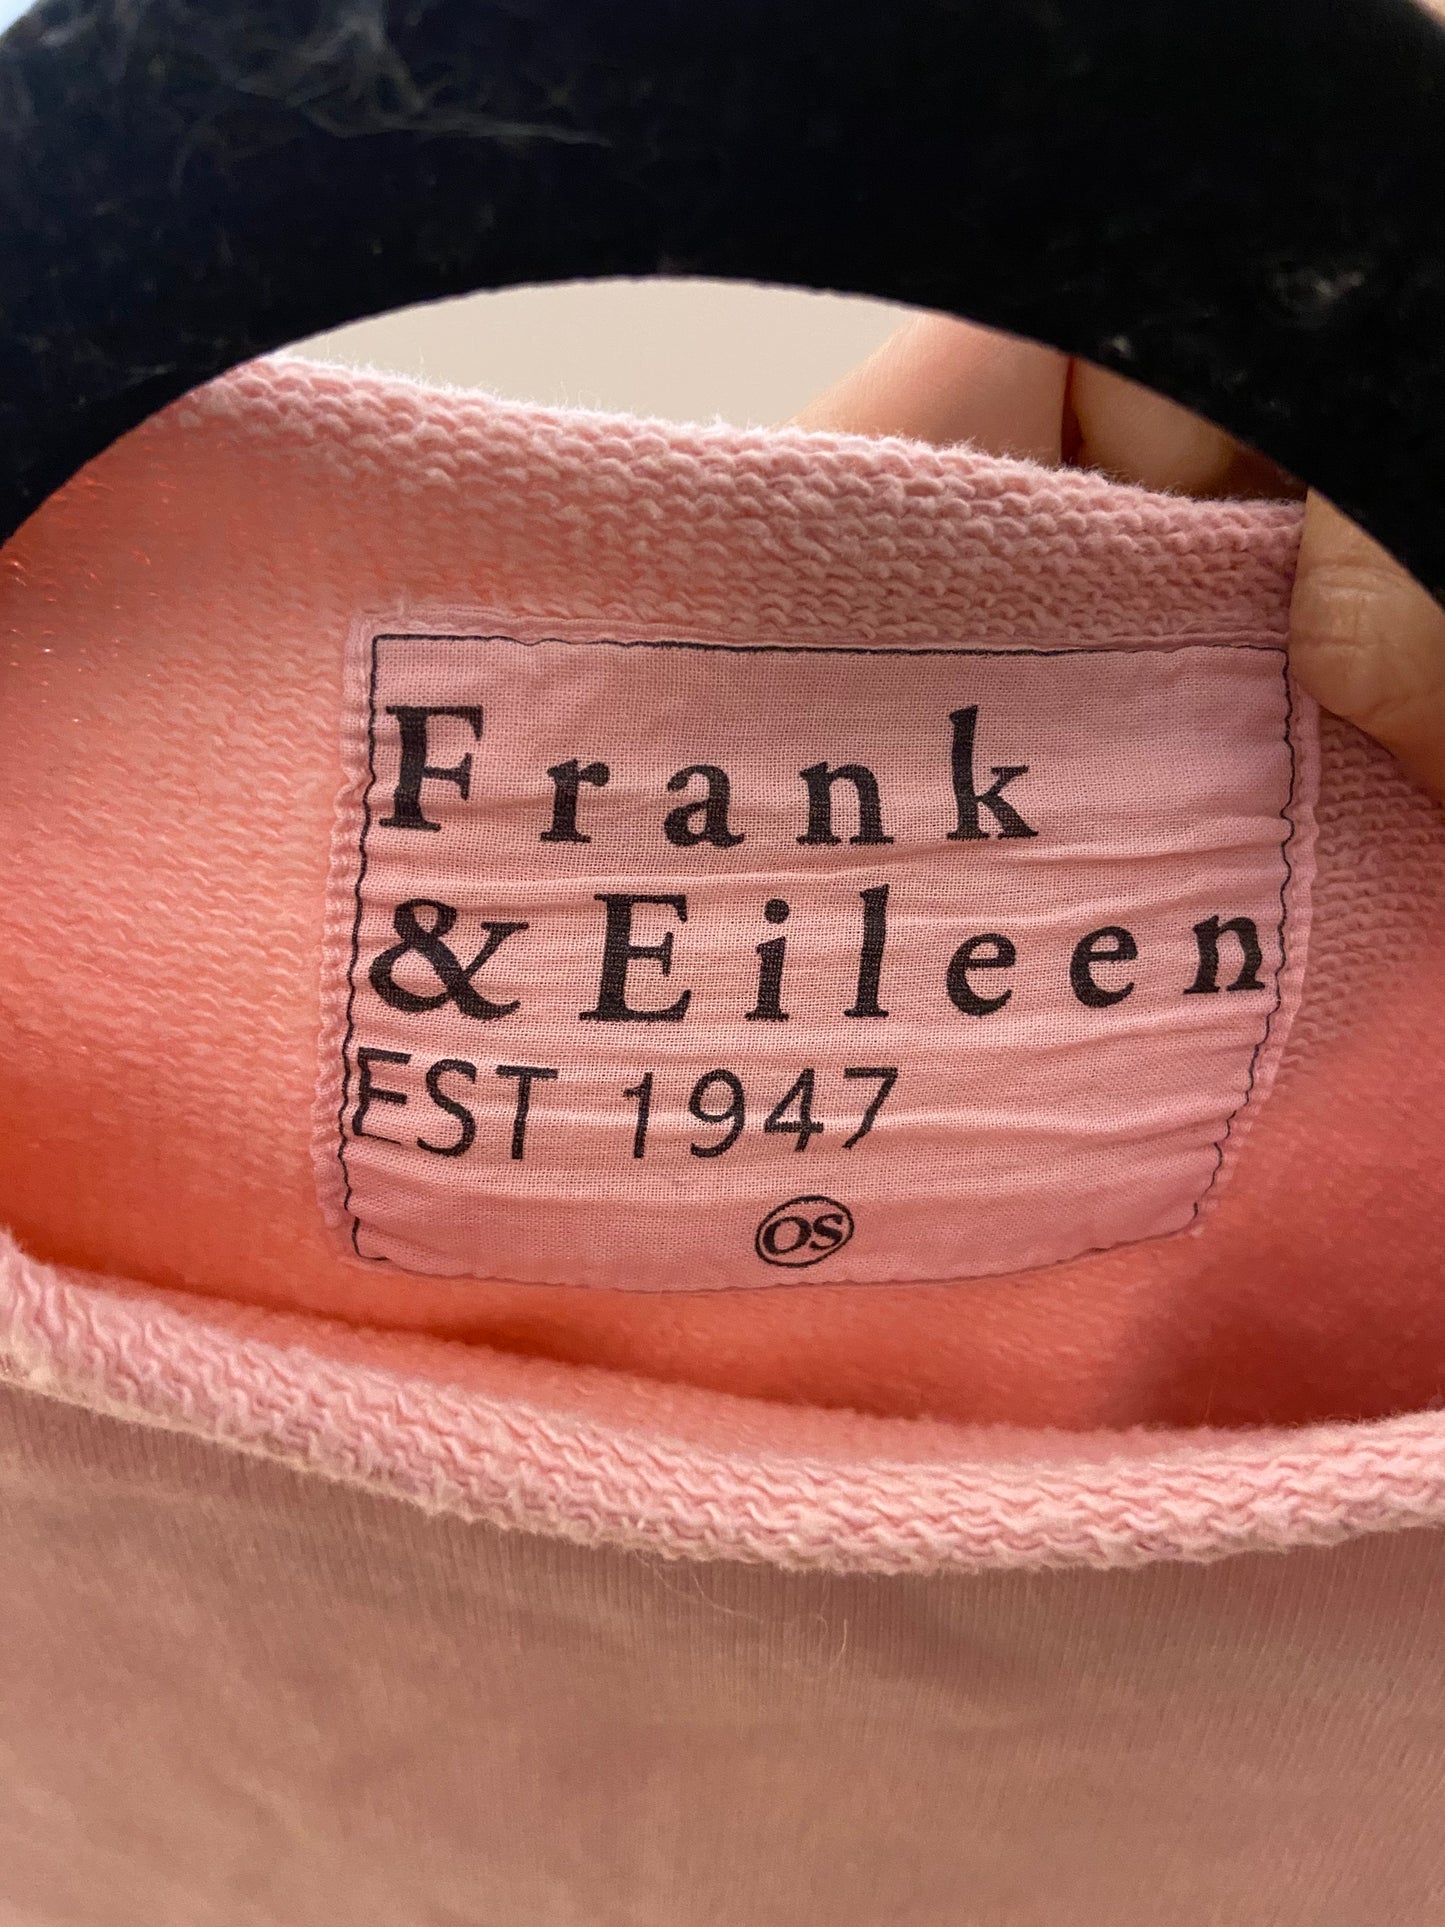 Frank
& Eileen
EST 1947
OS